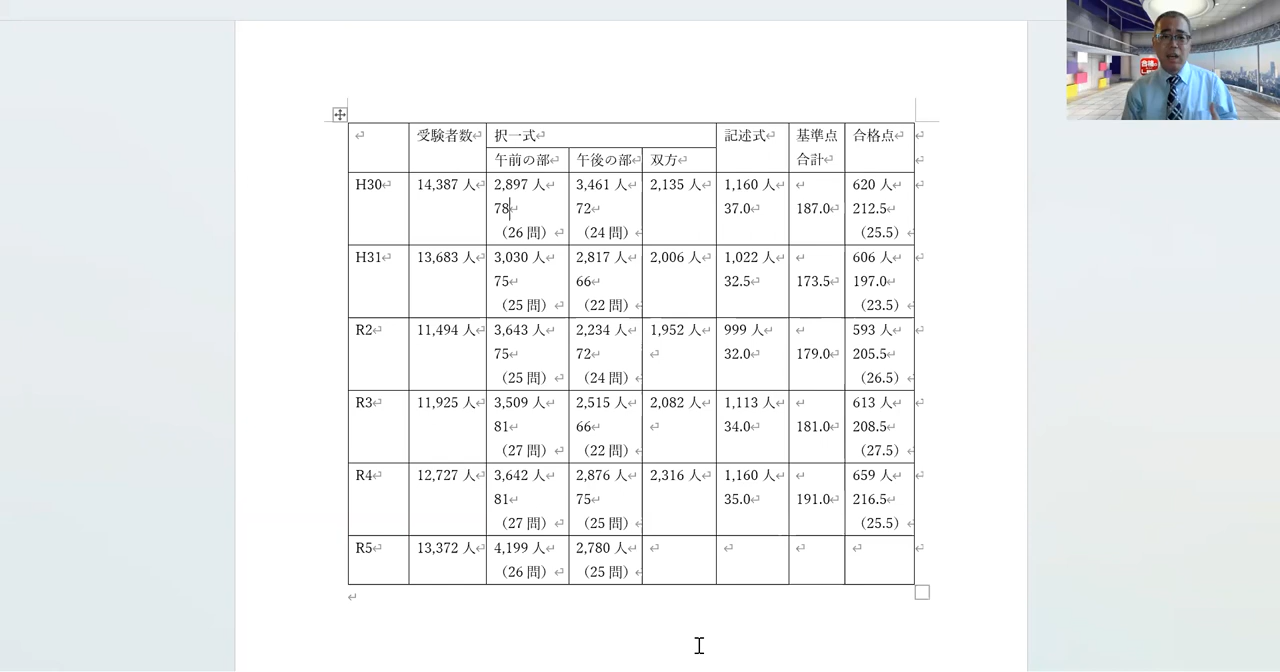 受験者数 択一式 記述式 基準点 合格点
午前の部 午後の部 双方 合計
H30 14,387 人 2,897 人 3,461 人 2,135 人 1,160 人 620 人
78 72 37.0 187.0 212.5
（26 問） （24 問） （25.5）
H31 13,683 人 3,030 人 2,817 人 2,006 人 1,022 人 606 人
75 66 32.5 173.5 197.0
（25 問） （22 問） （23.5）
R2 11,494 人 3,643 人 2,234 人 1,952 人 999 人 593 人
75 72 32.0 179.0 205.5
（25 問） （24 問） （26.5）
R3 11,925 人 3,509 人 2,515 人 2,082 人 1,113 人 613 人
81 66 34.0 181.0 208.5
（27 問） （22 問） （27.5）
R4 12,727 人 3,642 人 2,876 人 2,316 人 1,160 人 659 人
81 75 35.0 191.0 216.5
（27 問） （25 問） （25.5）
R5 13,372 人 4,199 人 2,780 人
（26 問） （25 問）